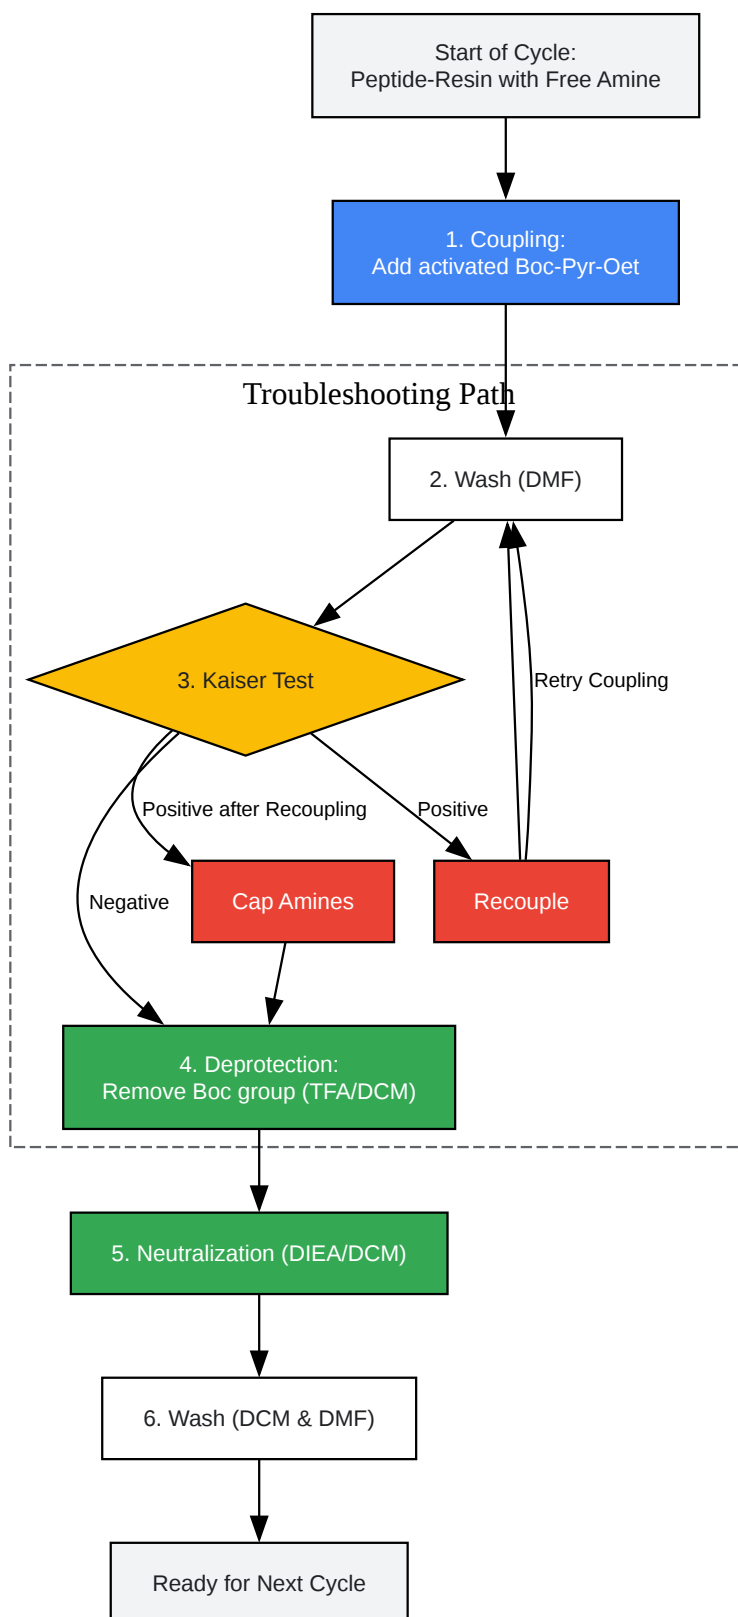 Start of Cycle:
Peptide-Resin with Free Amine
1. Coupling:
Add activated Boc-Pyr-Oet
Troubleshooting Path
2. Wash (DMF)
3. Kaiser Test
Retry Coupling
Positive after Recoupling
Positive
Negative
Cap Amines
Recouple
4. Deprotection:
Remove Boc group (TFA/DCM)
5. Neutralization (DIEA/DCM)
6. Wash (DCM & DMF)
Ready for Next Cycle